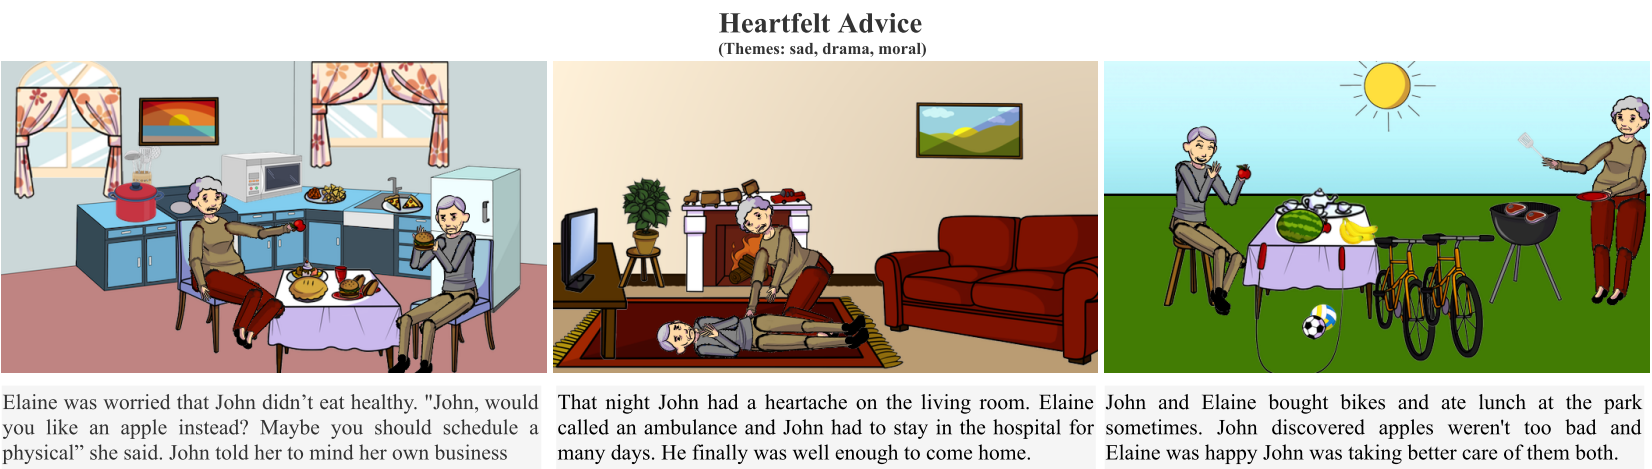 Heartfelt Advice
(Themes: sad, drama, moral)
Elaine was worried that John didn’t eat healthy. "John, would
you like an apple instead? Maybe you should schedule a
physical” she said. John told her to mind her own business
That night John had a heartache on the living room. Elaine
called an ambulance and John had to stay in the hospital for
many days. He finally was well enough to come home.
John and Elaine bought bikes and ate lunch at the park
sometimes. John discovered apples weren't too bad and
Elaine was happy John was taking better care of them both.